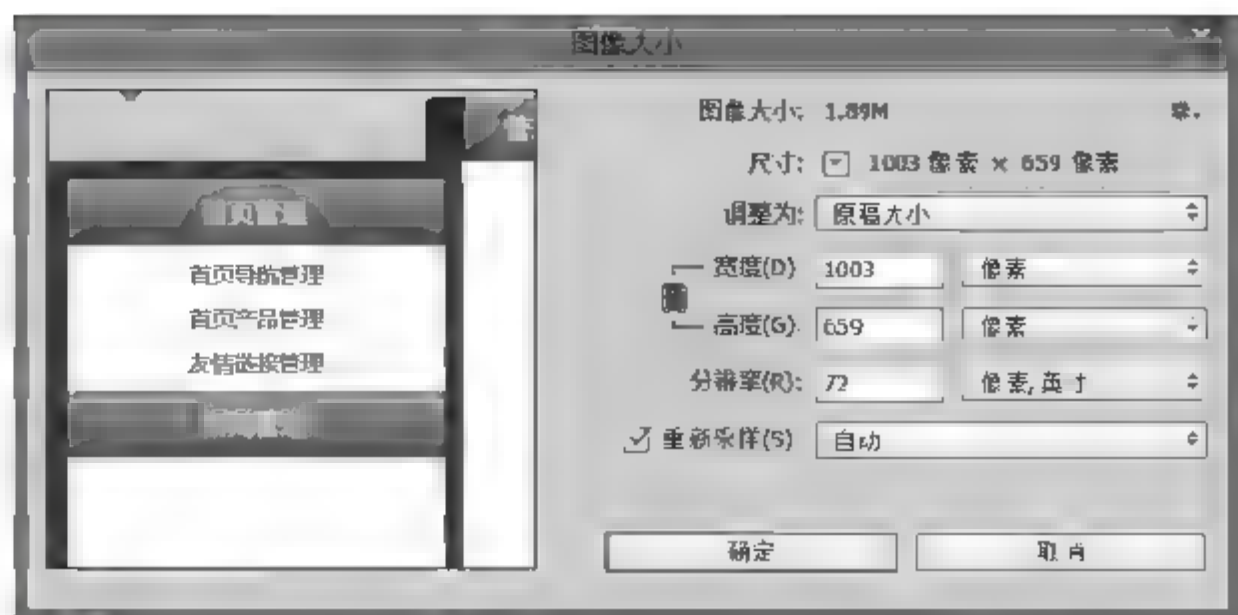 图像大小
图像大小: 1.89M
尺寸: 1003 像素 × 659 像素
调整为: 原稿大小
宽度(D) 1003 像素
高度(G) 659 像素
分辨率(R): 72 像素/英寸
重新采样(S) 自动
首页导航管理
首页产品管理
友情链接管理
确定
取消